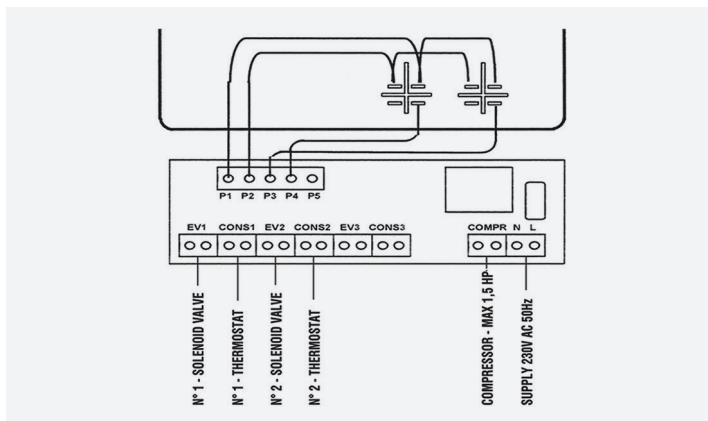 P1 P2 P3 P4 P5
EV1 CONS1 EV2 CONS2 EV3 CONS3 COMPR N L
N° 1 - SOLENOID VALVE
N° 1 - THERMOSTAT
N° 2 - SOLENOID VALVE
N° 2 - THERMOSTAT
COMPRESSOR - MAX 1,5 HP
SUPPLY 230V AC 50Hz